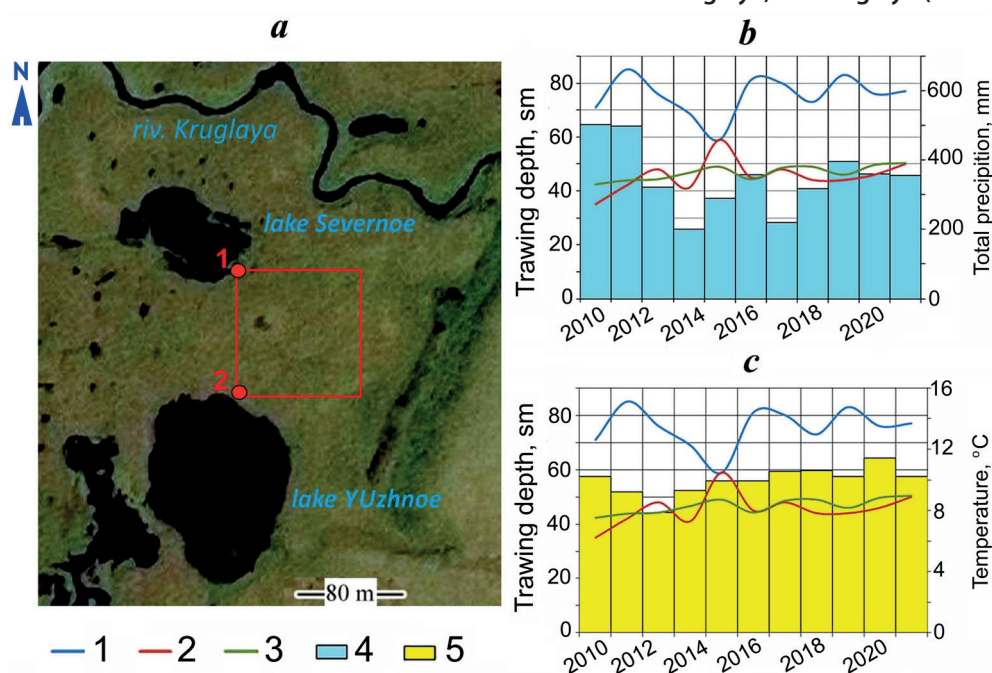 a
N
riv. Kruglaya
lake Severnoe
1
2
lake YUzhnoe
80 m
b
Trawing depth, sm
80
60
40
20
0
600
400
200
0
Total precipition, mm
2010
2012
2014
2016
2018
2020
c
Trawing depth, sm
80
60
40
20
0
16
12
8
4
0
Temperature, °C
2010
2012
2014
2016
2018
2020
1 2 3 4 5